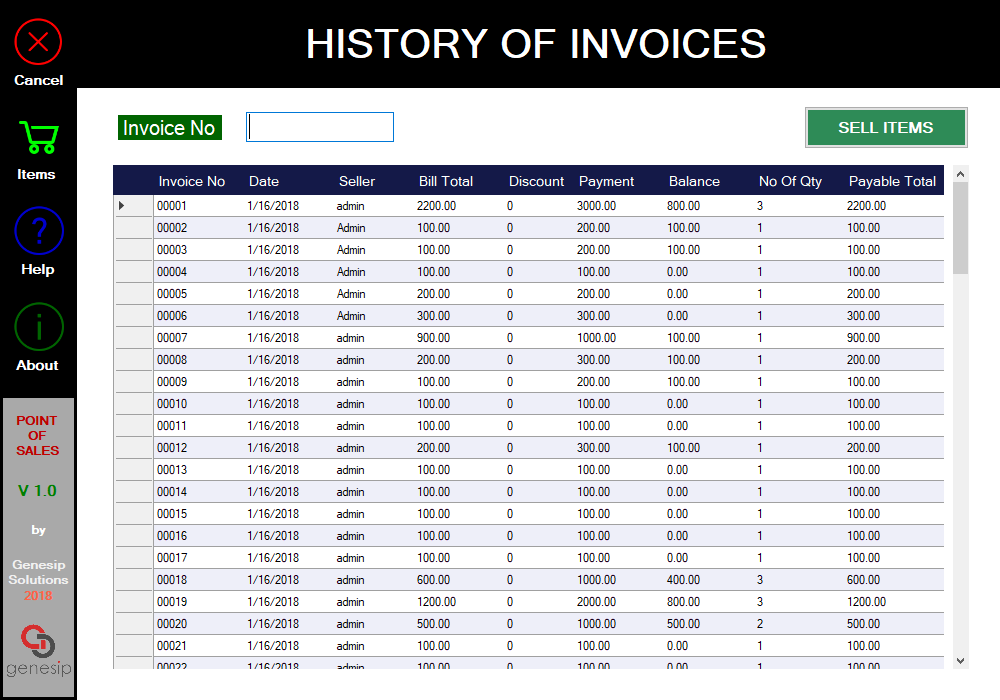 HISTORY OF INVOICES
Cancel
Items
Help
About
POINT
OF
SALES
V 1.0
by
Genesip
Solutions
2018
genesip
Invoice No
SELL ITEMS
Invoice No Date Seller Bill Total Discount Payment Balance No Of Qty Payable Total
00001 1/16/2018 admin 2200.00 0 3000.00 800.00 3 2200.00
00002 1/16/2018 Admin 100.00 0 200.00 100.00 1 100.00
00003 1/16/2018 Admin 100.00 0 200.00 100.00 1 100.00
00004 1/16/2018 Admin 100.00 0 100.00 0.00 1 100.00
00005 1/16/2018 Admin 200.00 0 200.00 0.00 1 200.00
00006 1/16/2018 Admin 300.00 0 300.00 0.00 1 300.00
00007 1/16/2018 admin 900.00 0 1000.00 100.00 1 900.00
00008 1/16/2018 admin 200.00 0 300.00 100.00 1 200.00
00009 1/16/2018 admin 100.00 0 200.00 100.00 1 100.00
00010 1/16/2018 admin 100.00 0 100.00 0.00 1 100.00
00011 1/16/2018 admin 100.00 0 100.00 0.00 1 100.00
00012 1/16/2018 admin 200.00 0 300.00 100.00 1 200.00
00013 1/16/2018 admin 100.00 0 100.00 0.00 1 100.00
00014 1/16/2018 admin 100.00 0 100.00 0.00 1 100.00
00015 1/16/2018 admin 100.00 0 100.00 0.00 1 100.00
00016 1/16/2018 admin 100.00 0 100.00 0.00 1 100.00
00017 1/16/2018 admin 100.00 0 100.00 0.00 1 100.00
00018 1/16/2018 admin 600.00 0 1000.00 400.00 3 600.00
00019 1/16/2018 admin 1200.00 0 2000.00 800.00 3 1200.00
00020 1/16/2018 admin 500.00 0 1000.00 500.00 2 500.00
00021 1/16/2018 admin 100.00 0 100.00 0.00 1 100.00
00022 1/16/2018 admin 100.00 0 100.00 0.00 1 100.00